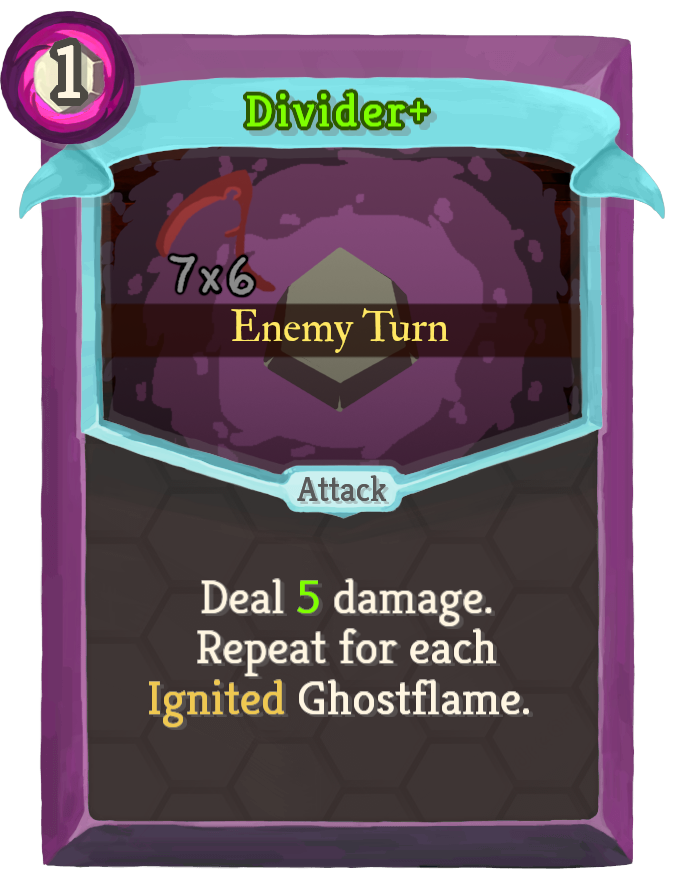 1
Divider+
7x6
Enemy Turn
Attack
Deal 5 damage.
Repeat for each
Ignited Ghostflame.